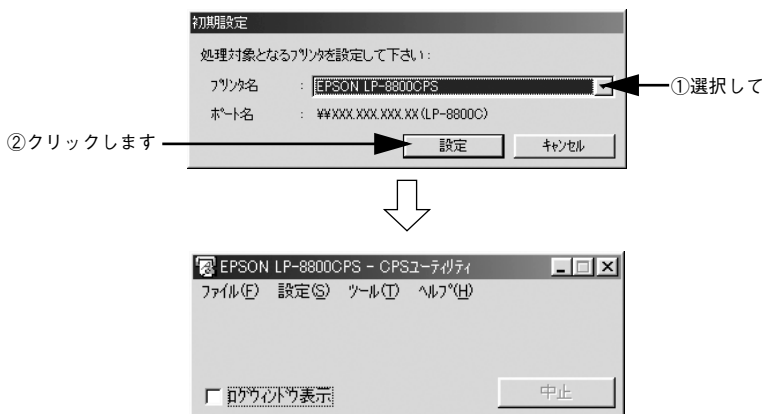 初期設定
処理対象となるﾌﾟﾘﾝﾀを設定して下さい:
ﾌﾟﾘﾝﾀ名 : EPSON LP-8800CPS
①選択して
ﾎﾟｰﾄ名 : ¥¥XXX.XXX.XXX.XX(LP-8800C)
②クリックします
設定 ｷｬﾝｾﾙ
EPSON LP-8800CPS - CPSﾕｰﾃｨﾘﾃｨ
ﾌｧｲﾙ(F) 設定(S) ﾂｰﾙ(T) ﾍﾙﾌﾟ(H)
ﾛｸﾞｳｨﾝﾄﾞｳ表示 中止